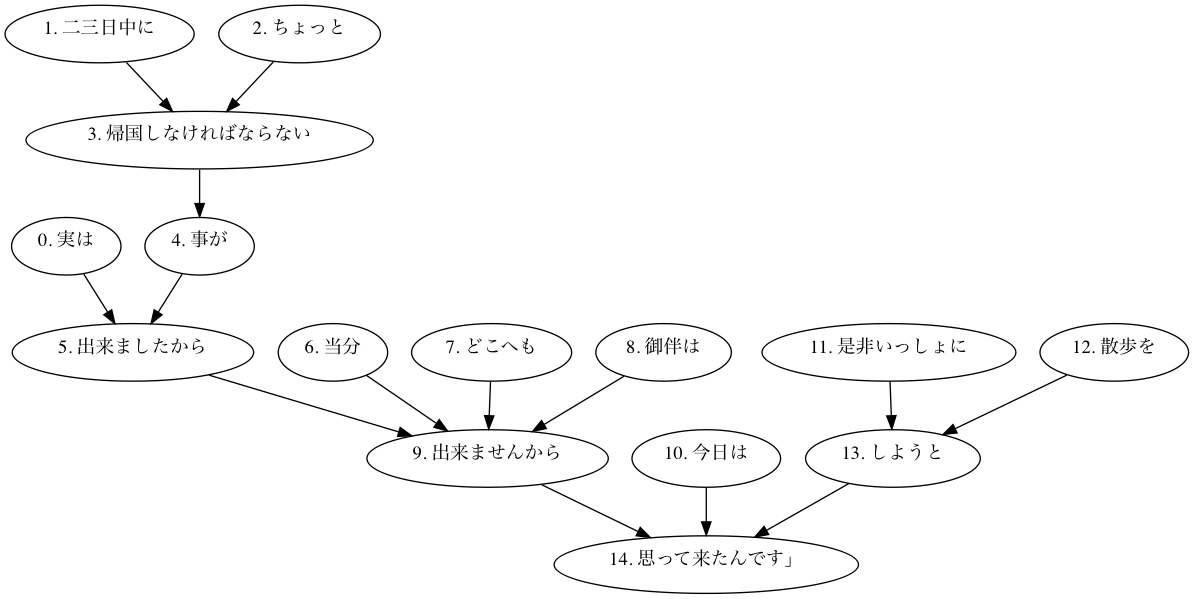 1. 二三日中に
2. ちょっと
3. 帰国しなければならない
0. 実は
4. 事が
5. 出来ましたから
6. 当分
7. どこへも
8. 御伴は
11. 是非いっしょに
12. 散歩を
9. 出来ませんから
10. 今日は
13. しようと
14. 思って来たんです」